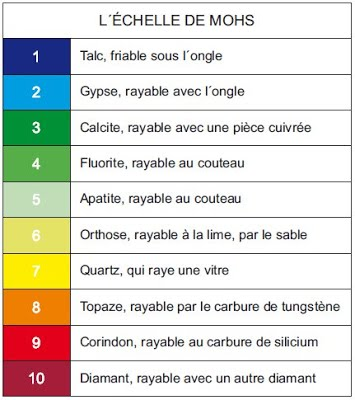 L´ÉCHELLE DE MOHS
1 Talc, friable sous l´ongle
2 Gypse, rayable avec l´ongle
3 Calcite, rayable avec une pièce cuivrée
4 Fluorite, rayable au couteau
5 Apatite, rayable au couteau
6 Orthose, rayable à la lime, par le sable
7 Quartz, qui raye une vitre
8 Topaze, rayable par le carbure de tungstène
9 Corindon, rayable au carbure de silicium
10 Diamant, rayable avec un autre diamant